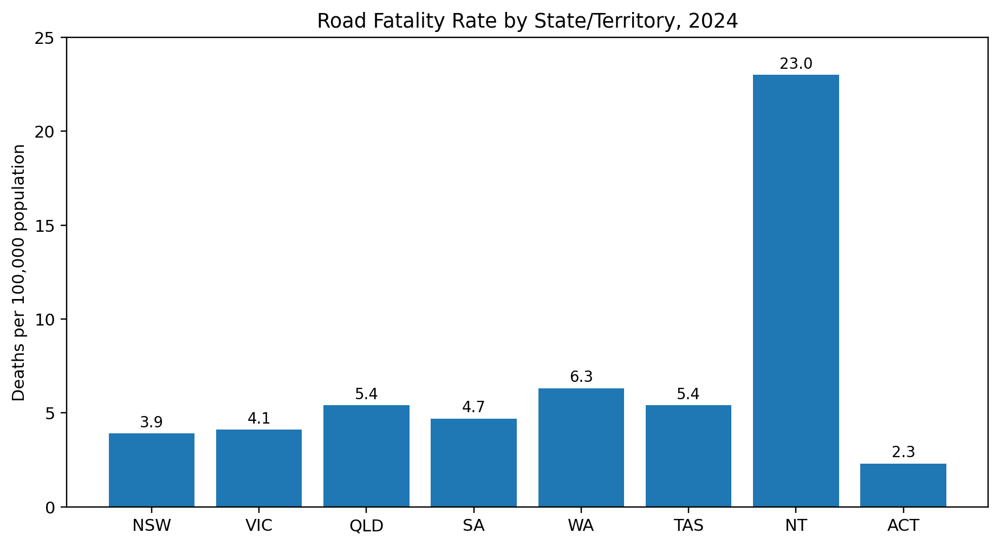 Road Fatality Rate by State/Territory, 2024
Deaths per 100,000 population
25
20
15
10
5
0
3.9
4.1
5.4
4.7
6.3
5.4
23.0
2.3
NSW
VIC
QLD
SA
WA
TAS
NT
ACT